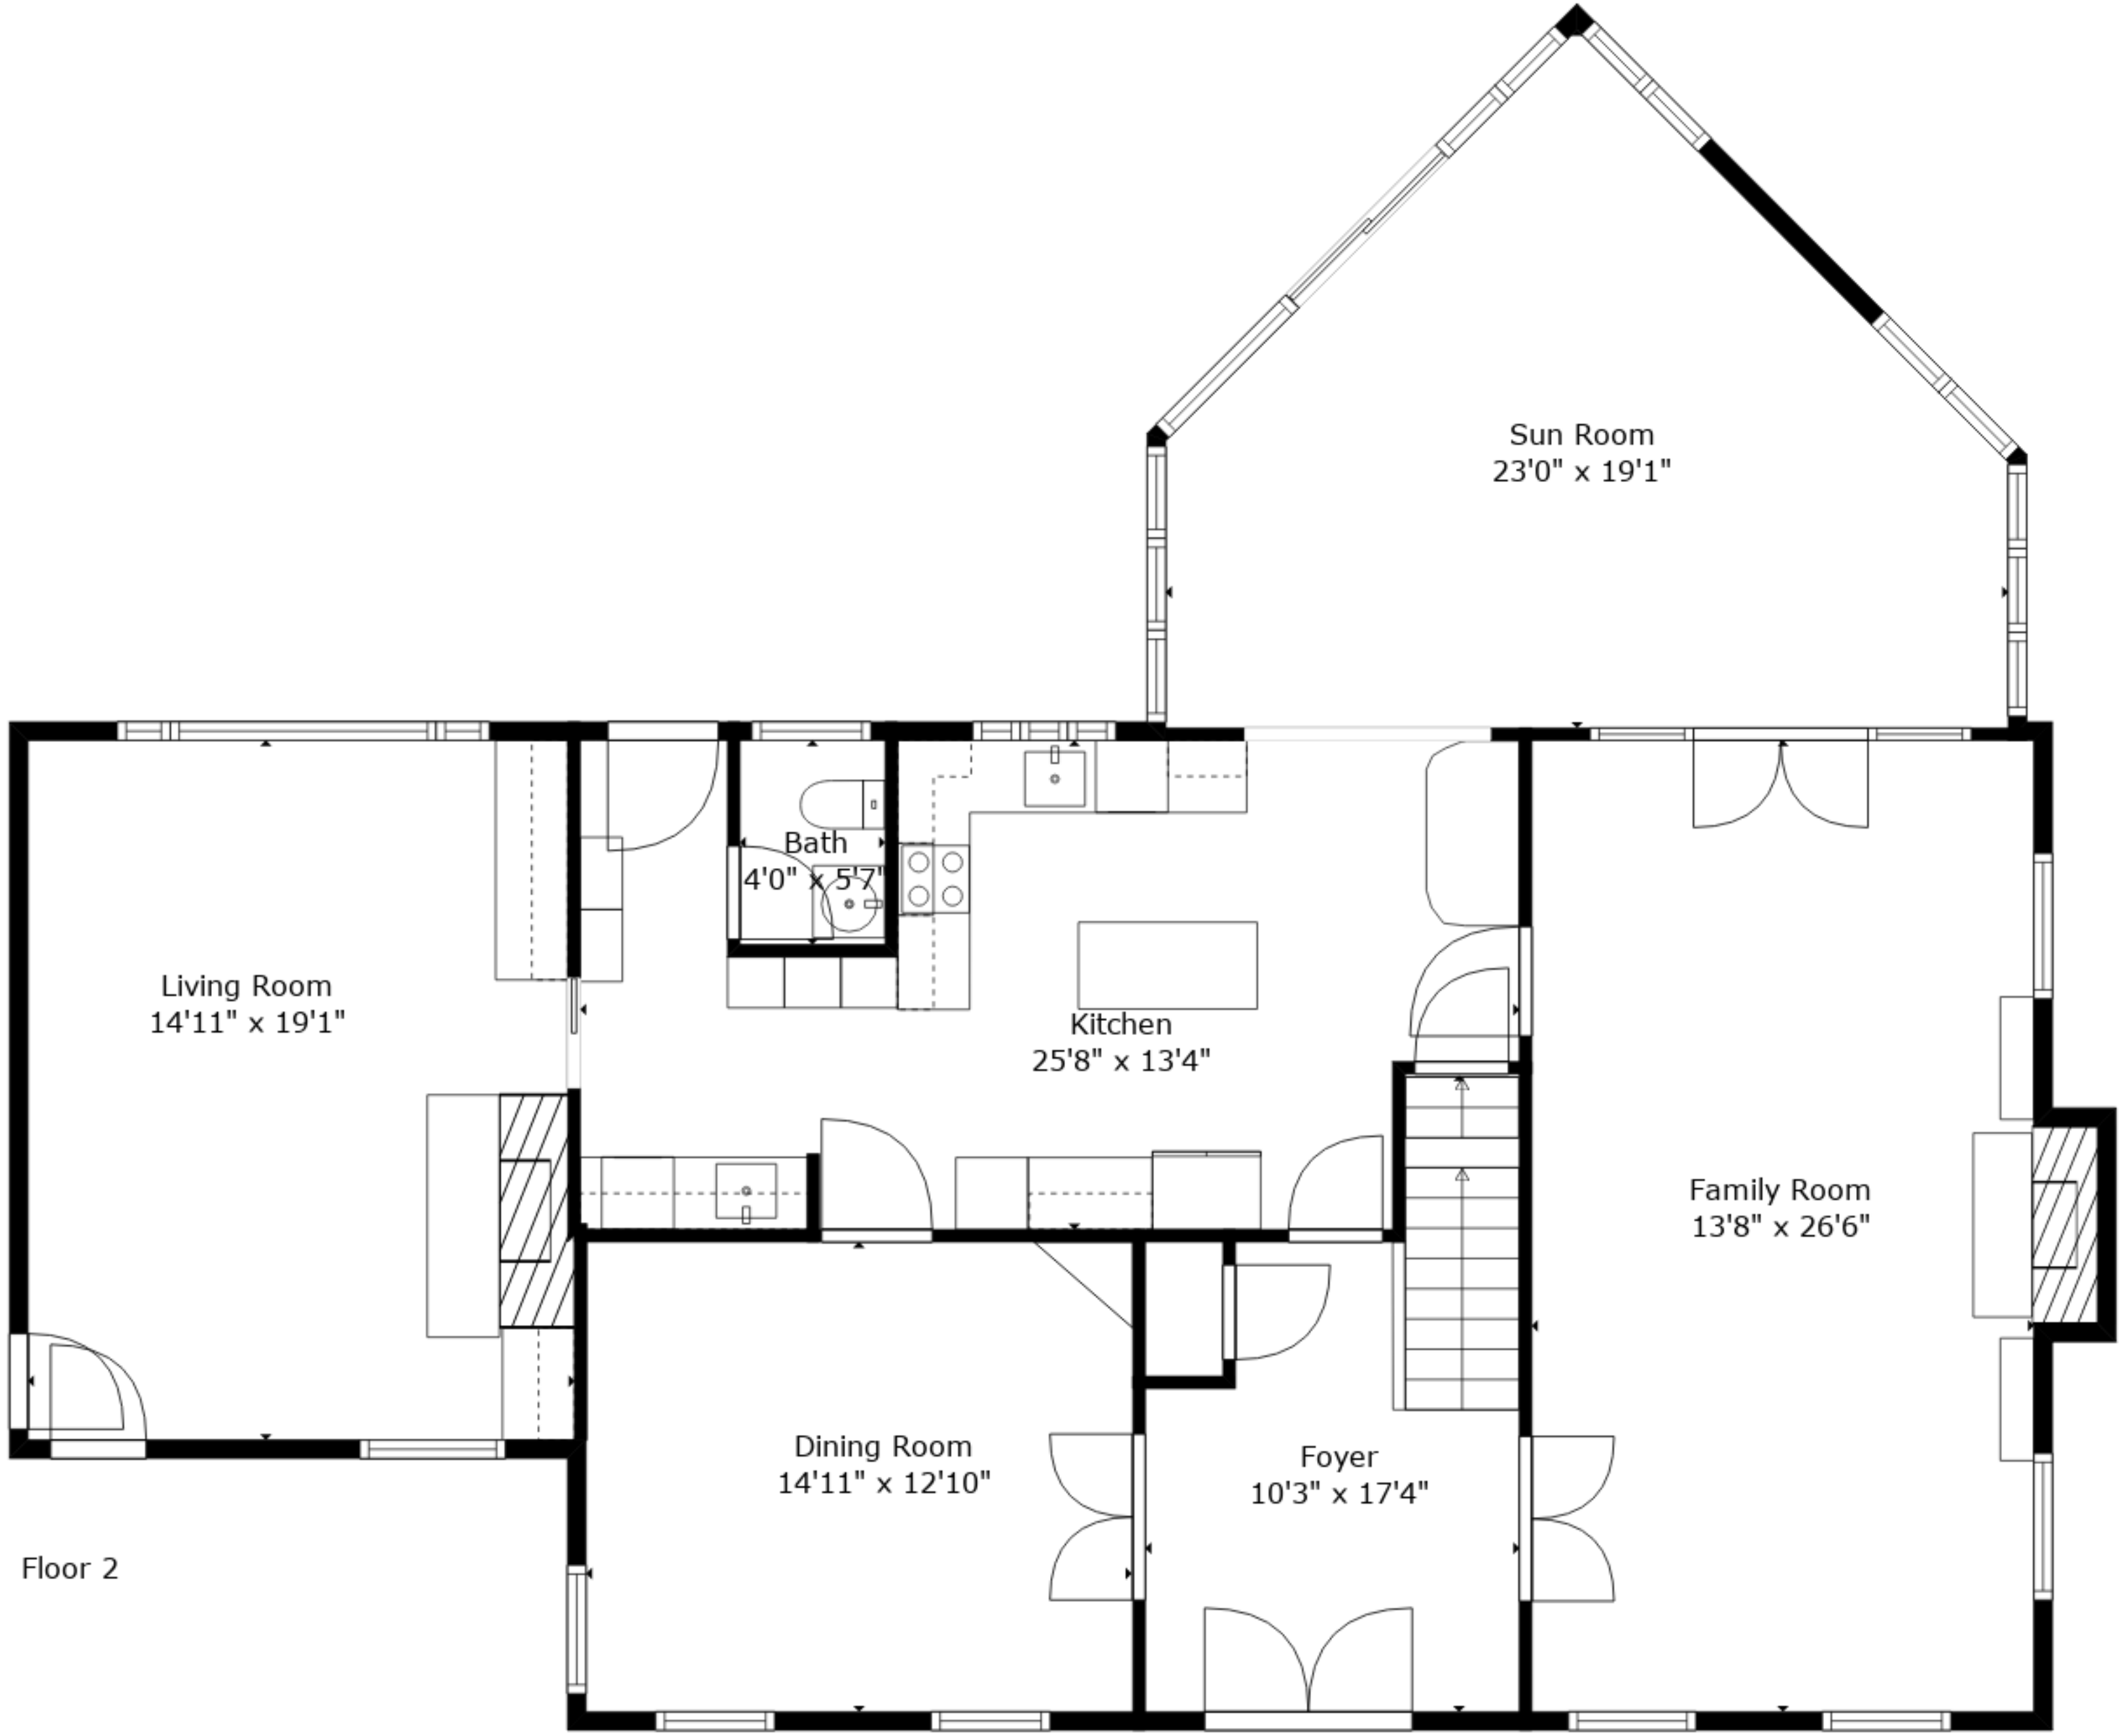 Sun Room
23'0" x 19'1"
Bath
4'0" x 5'7"
Living Room
14'11" x 19'1"
Kitchen
25'8" x 13'4"
Family Room
13'8" x 26'6"
Dining Room
14'11" x 12'10"
Foyer
10'3" x 17'4"
Floor 2